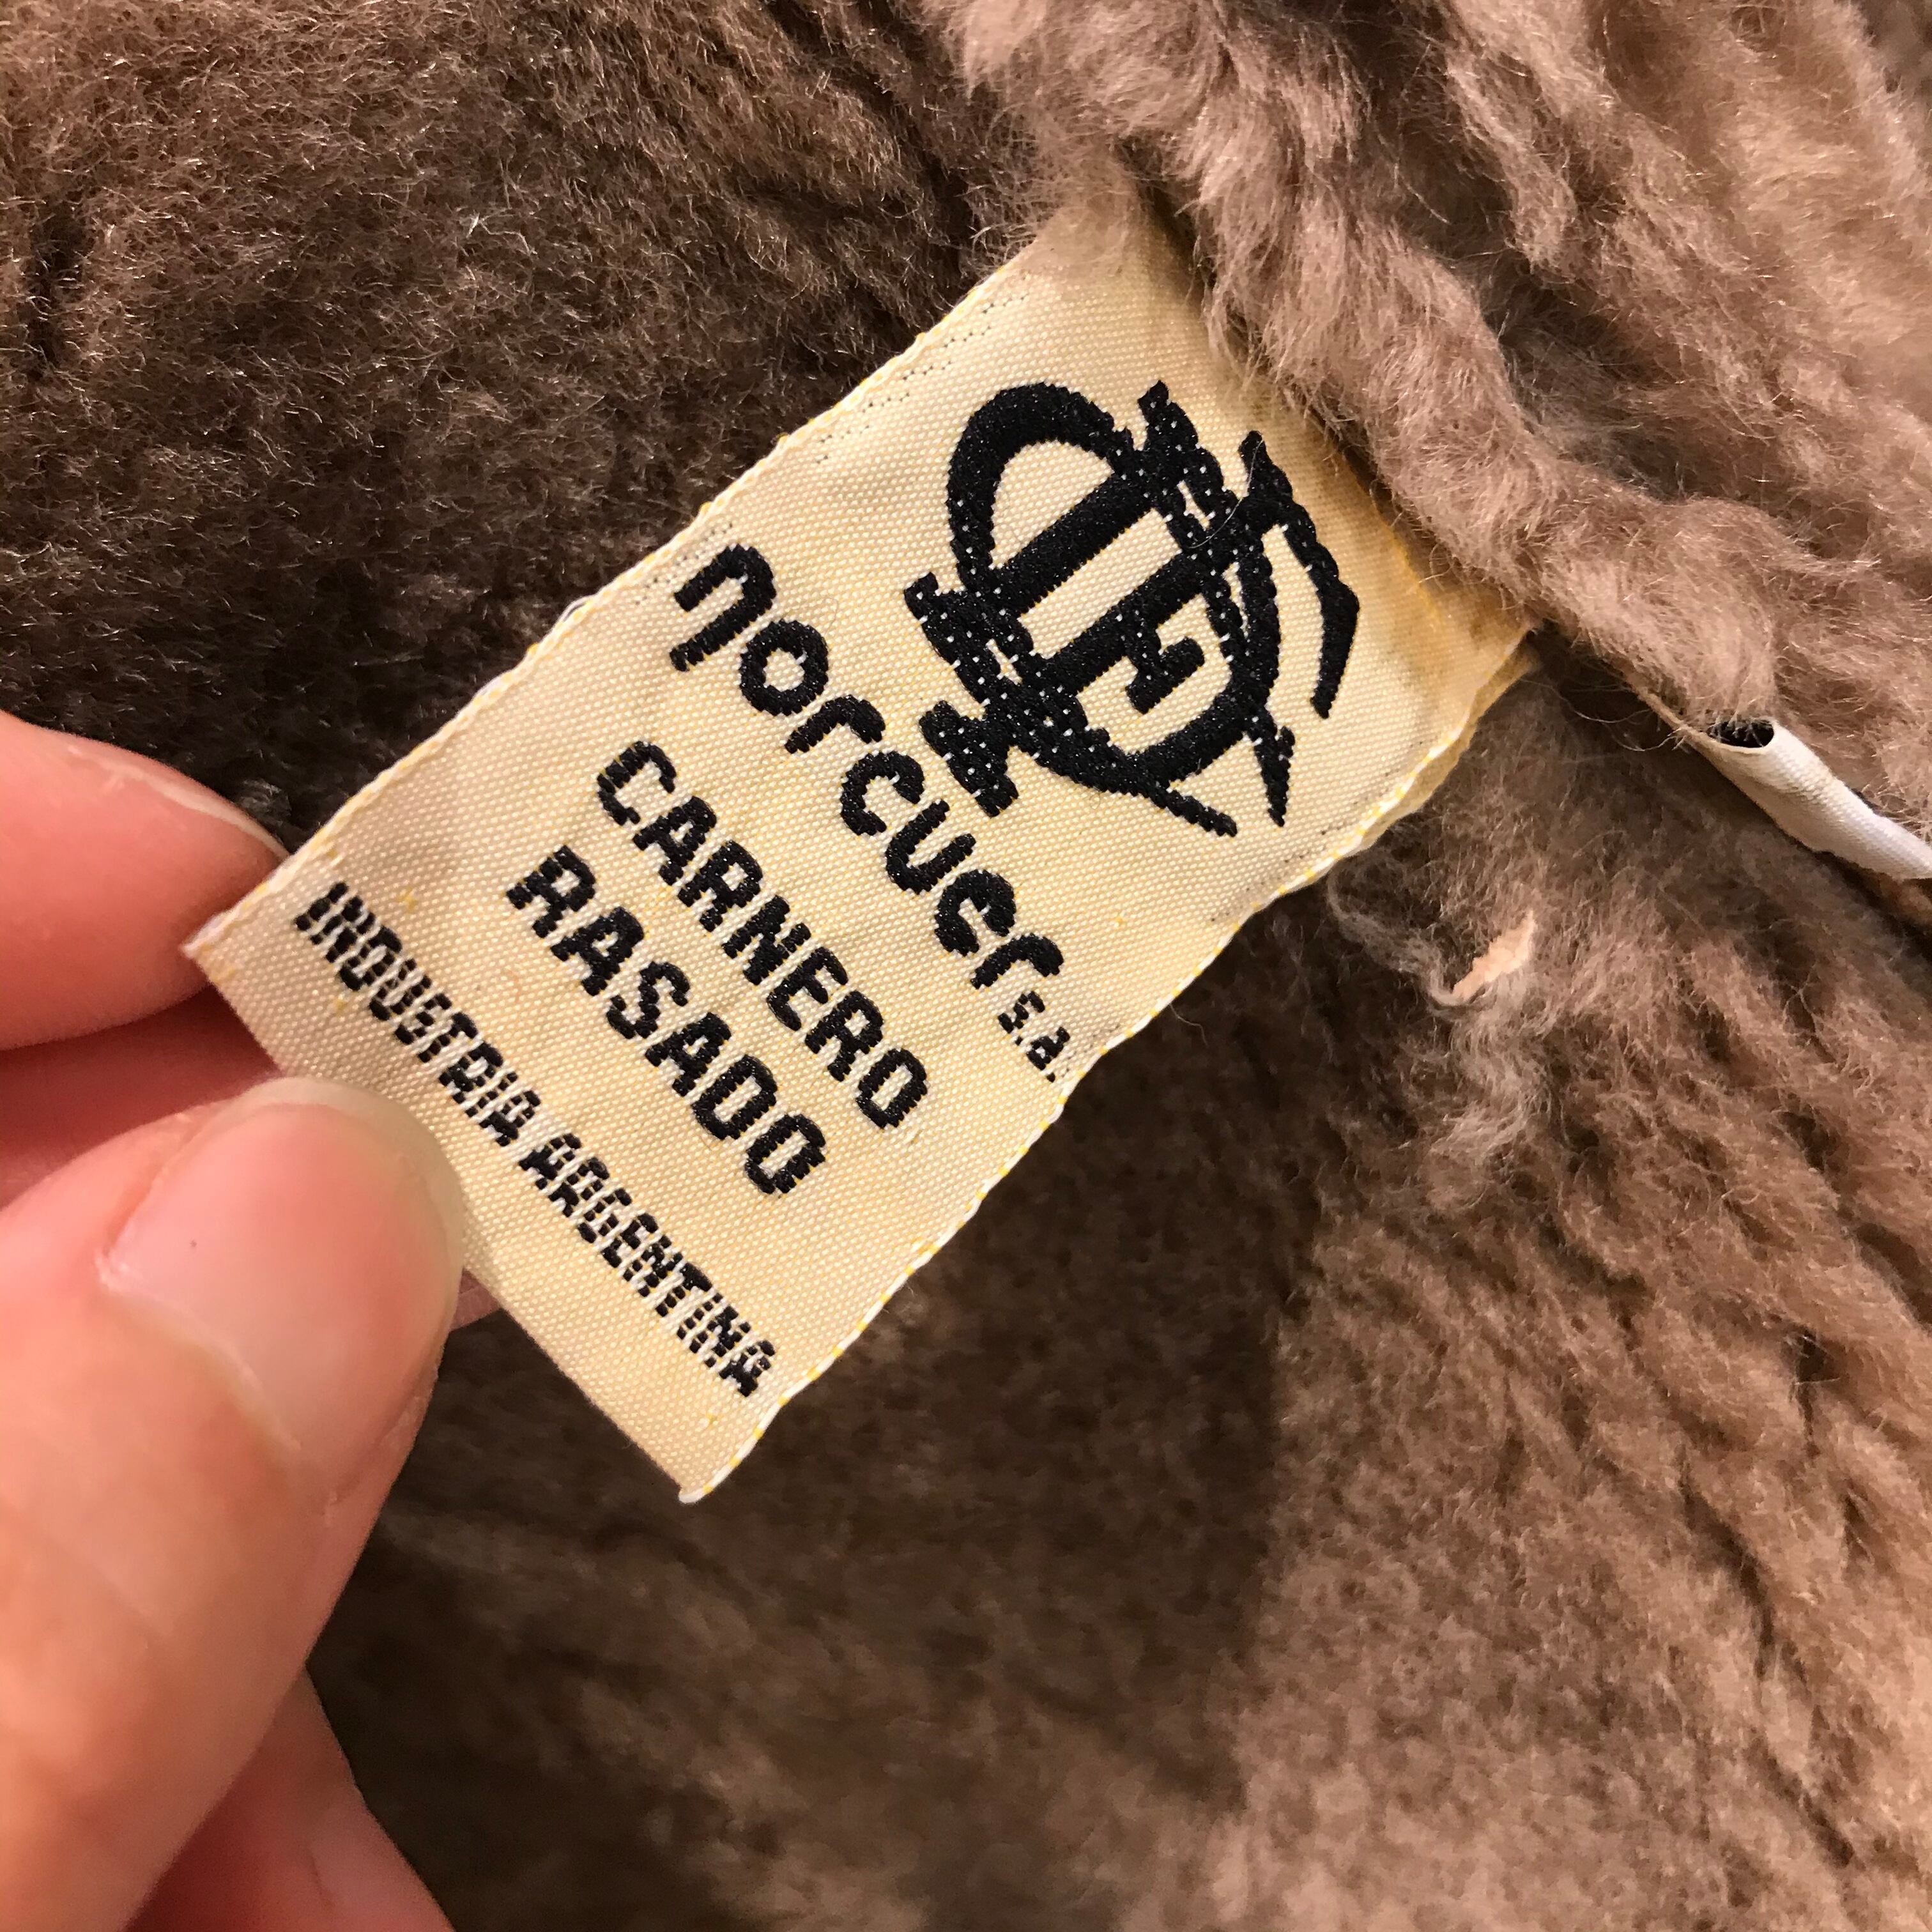 norcuer s.a.
CARNERO
RASADO
INDUSTRIA ARGENTINA